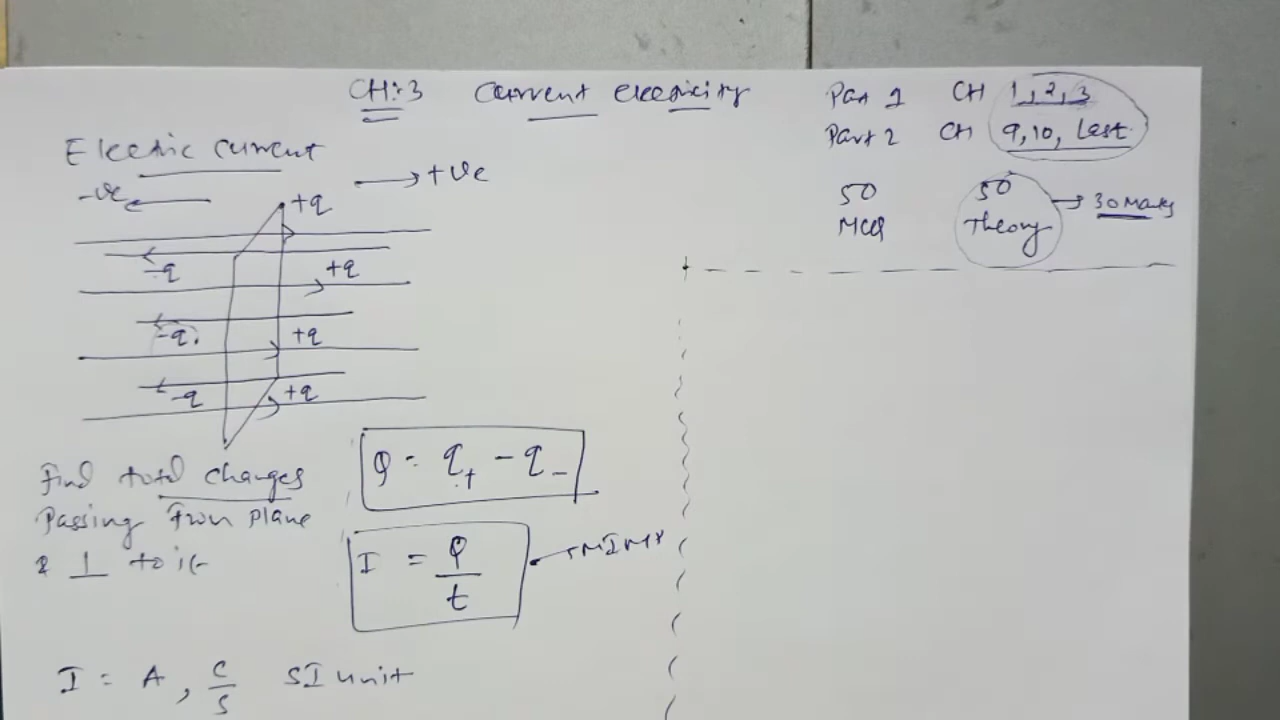 CH:3 Current electricity
Part 1 CH 1, 2, 3
Part 2 CH 9, 10, Last
50 50
MCQ Theory → 30 Marks
Electric current
-ve +ve
+q
-q +q
-q +q
-q +q
Find total charges
Passing From plane
& ⊥ to it
Q = q+ - q-
I = Q/t
I = A, C/S SI unit